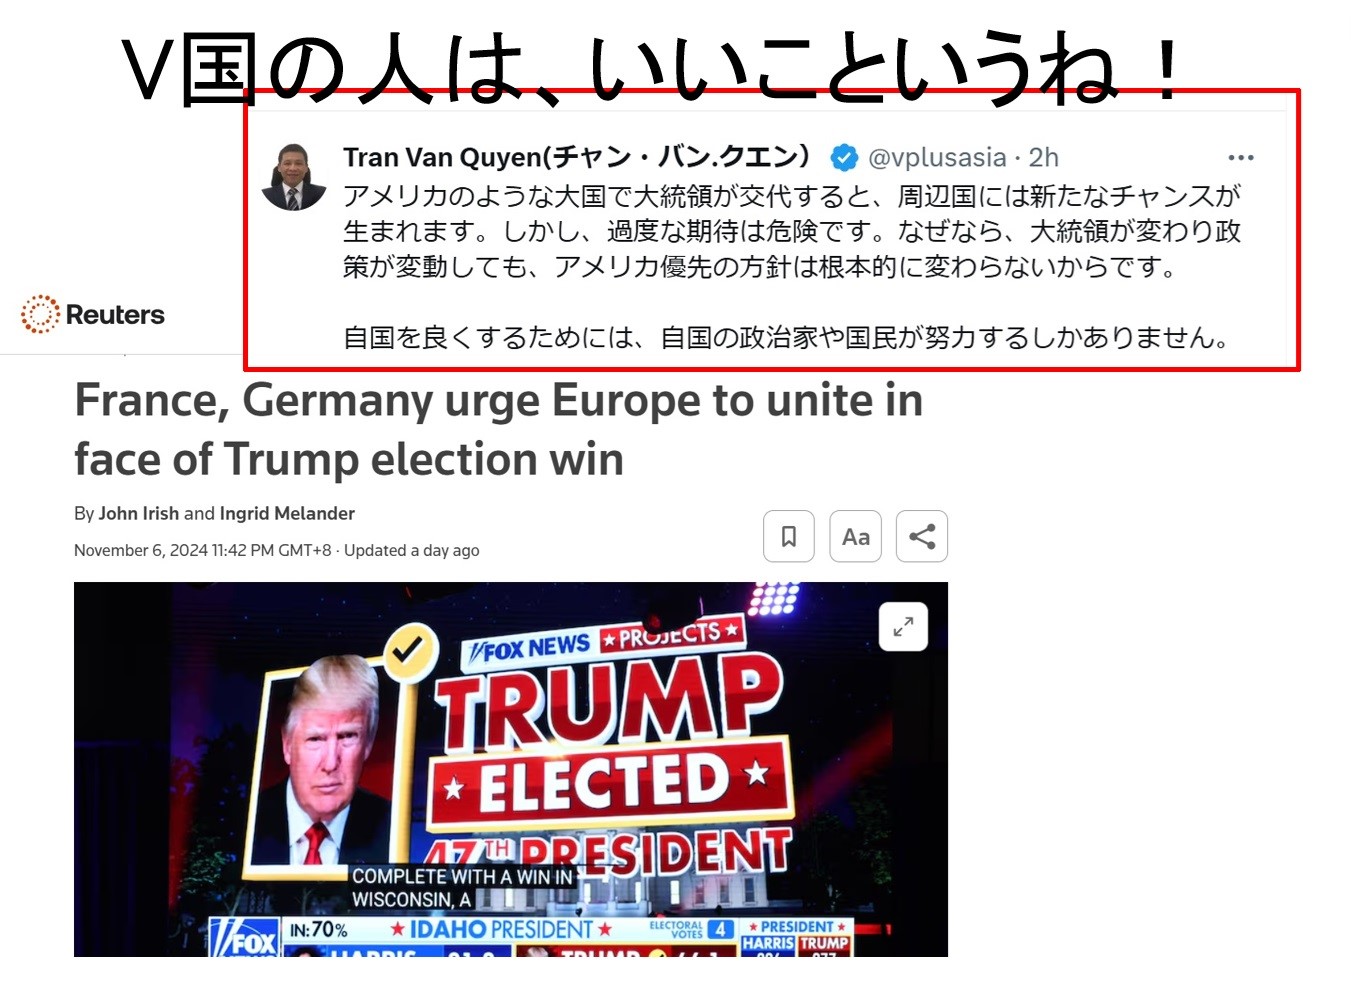 V国の人は、いいこというね！
Tran Van Quyen(チャン・バン.クエン） @vplusasia · 2h
アメリカのような大国で大統領が交代すると、周辺国には新たなチャンスが
生まれます。しかし、過度な期待は危険です。なぜなら、大統領が変わり政
策が変動しても、アメリカ優先の方針は根本的に変わらないからです。
自国を良くするためには、自国の政治家や国民が努力するしかありません。
Reuters
France, Germany urge Europe to unite in
face of Trump election win
By John Irish and Ingrid Melander
November 6, 2024 11:42 PM GMT+8 · Updated a day ago
Aa
FOX NEWS PROJECTS
TRUMP
ELECTED
47TH PRESIDENT
COMPLETE WITH A WIN IN
WISCONSIN, A
FOX
IN: 70%
IDAHO PRESIDENT
ELECTORAL VOTES 4
PRESIDENT
HARRIS TRUMP
HARRIS
TRUMP